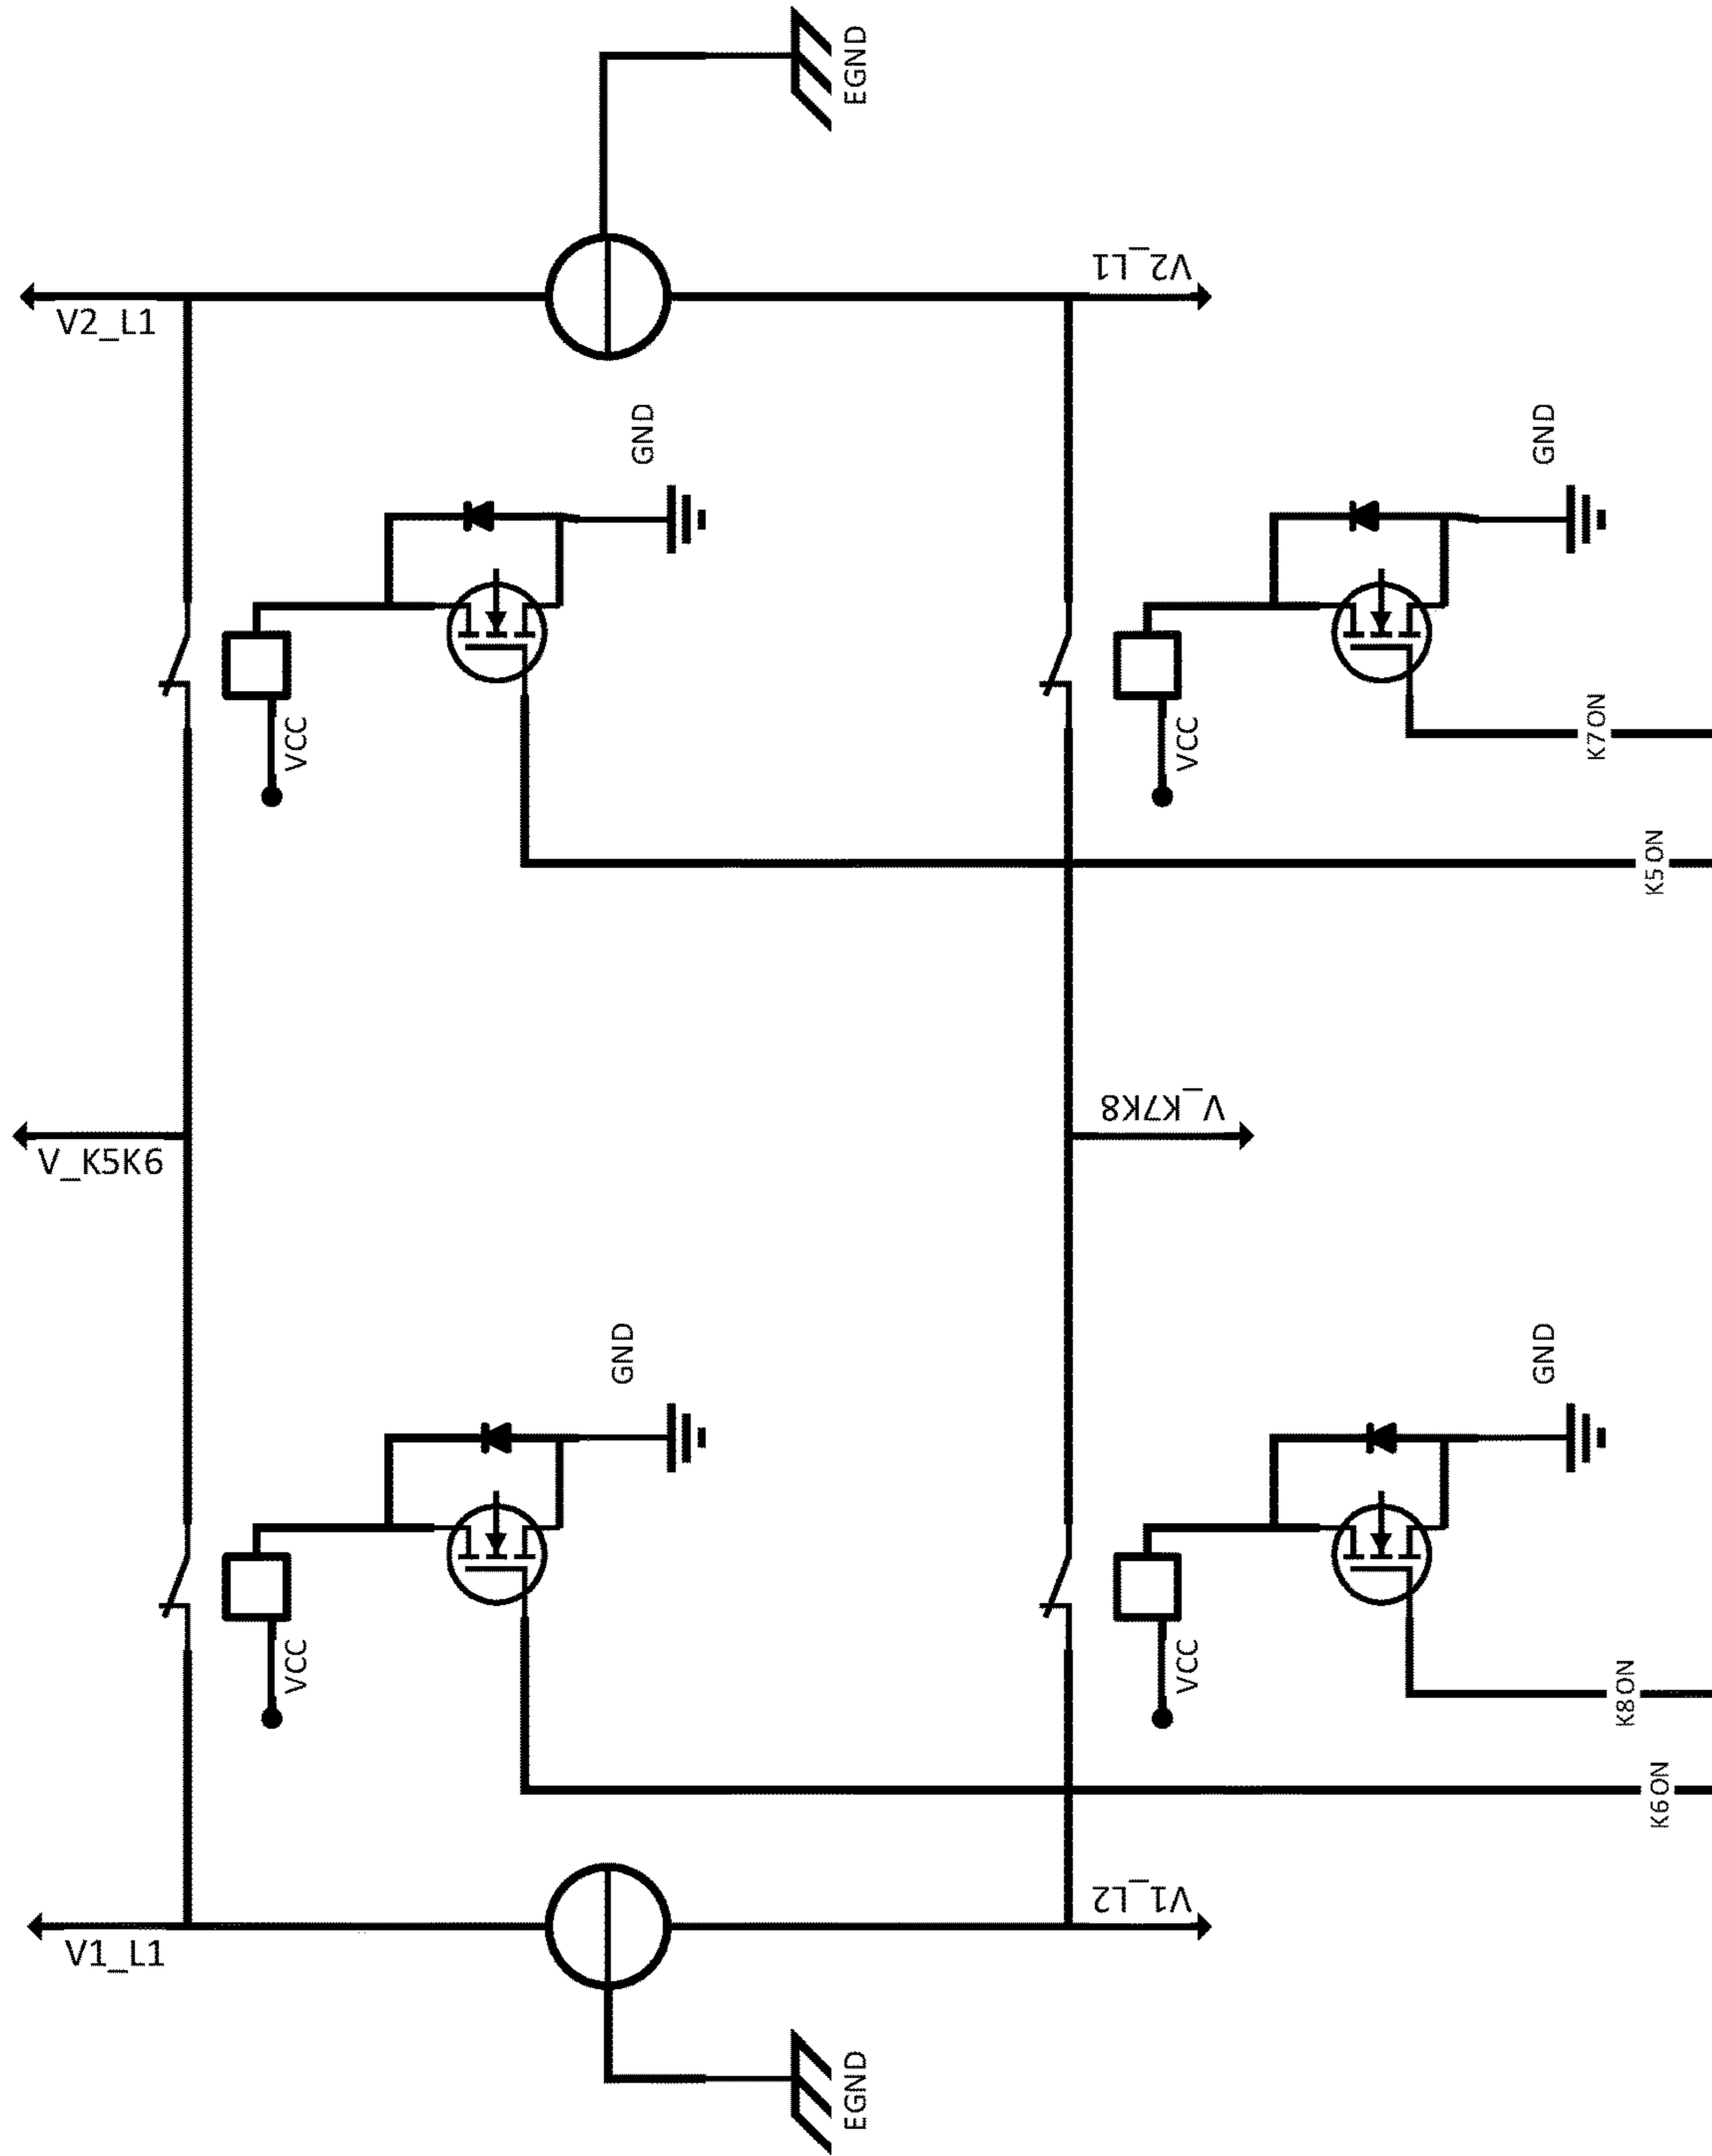 V2_L1
EGND
V2_L1
GND
GND
VCC
VCC
K7ON
K5ON
V_K5K6
V_K7K8
GND
GND
VCC
VCC
K8ON
K6ON
V1_L1
V1_L2
EGND